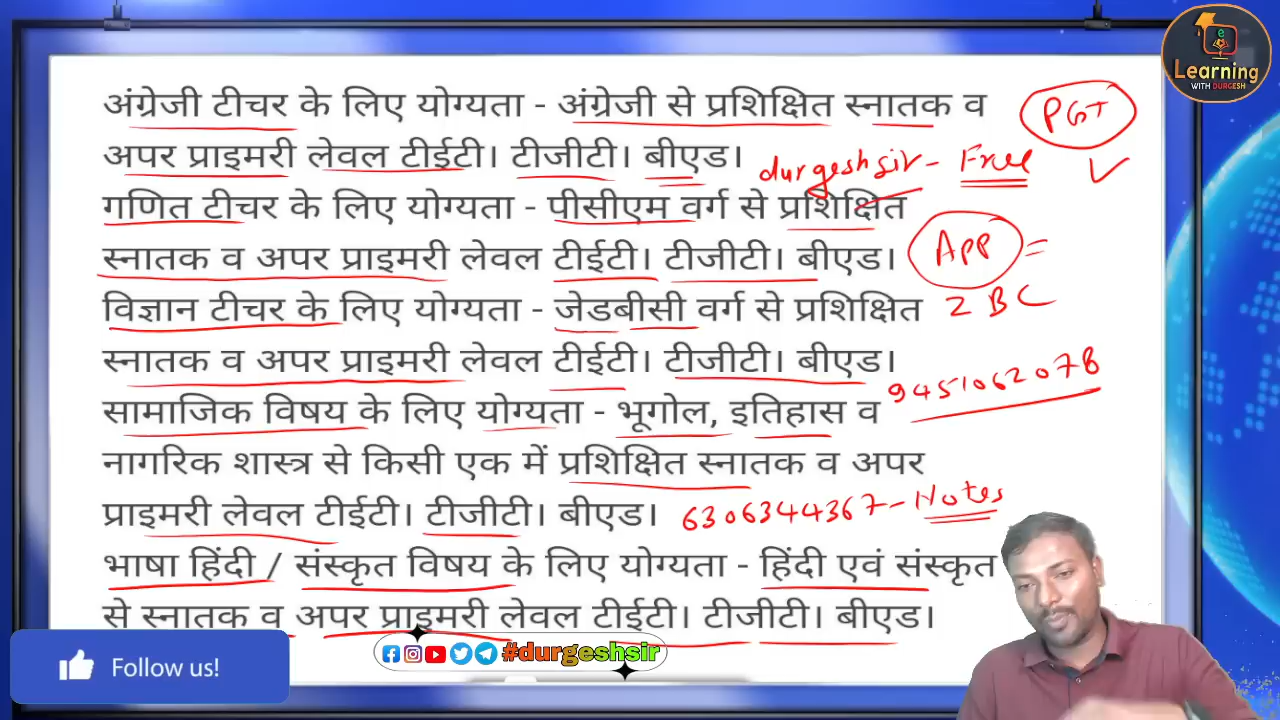 अंग्रेजी टीचर के लिए योग्यता - अंग्रेजी से प्रशिक्षित स्नातक व
अपर प्राइमरी लेवल टीईटी। टीजीटी। बीएड।
गणित टीचर के लिए योग्यता - पीसीएम वर्ग से प्रशिक्षित
स्नातक व अपर प्राइमरी लेवल टीईटी। टीजीटी। बीएड।
विज्ञान टीचर के लिए योग्यता - जेडबीसी वर्ग से प्रशिक्षित
स्नातक व अपर प्राइमरी लेवल टीईटी। टीजीटी। बीएड।
सामाजिक विषय के लिए योग्यता - भूगोल, इतिहास व
नागरिक शास्त्र से किसी एक में प्रशिक्षित स्नातक व अपर
प्राइमरी लेवल टीईटी। टीजीटी। बीएड।
भाषा हिंदी / संस्कृत विषय के लिए योग्यता - हिंदी एवं संस्कृत
से स्नातक व अपर प्राइमरी लेवल टीईटी। टीजीटी। बीएड।
PGT
durgeshsir - Free
App =
ZBC
9451062078
6306344367 - Notes
e
Learning
WITH DURGESH
Follow us!
#durgeshsir